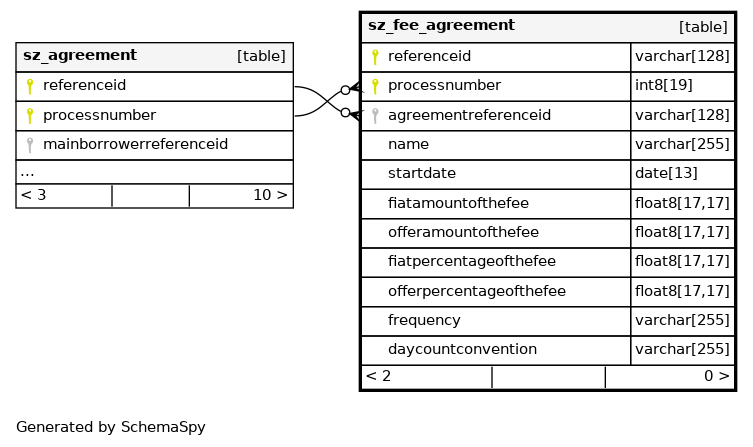 sz_agreement [table]
referenceid
processnumber
mainborrowerreferenceid
...
< 3 10 >
sz_fee_agreement [table]
referenceid varchar[128]
processnumber int8[19]
agreementreferenceid varchar[128]
name varchar[255]
startdate date[13]
fiatamountofthefee float8[17,17]
offeramountofthefee float8[17,17]
fiatpercentageofthefee float8[17,17]
offerpercentageofthefee float8[17,17]
frequency varchar[255]
daycountconvention varchar[255]
< 2 0 >
Generated by SchemaSpy